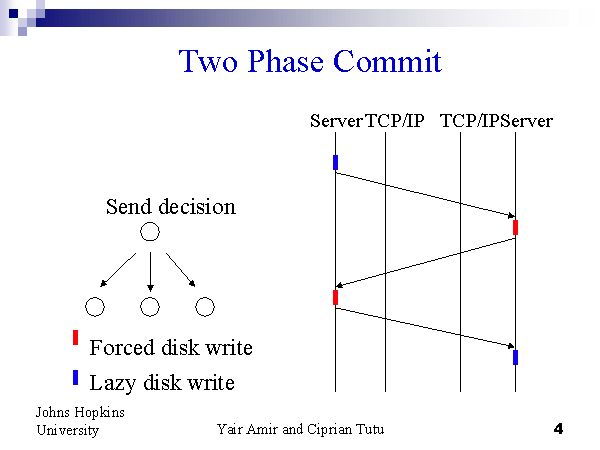 Two Phase Commit
Server TCP/IP TCP/IP Server
Send decision
Forced disk write
Lazy disk write
Johns Hopkins
University
Yair Amir and Ciprian Tutu
4